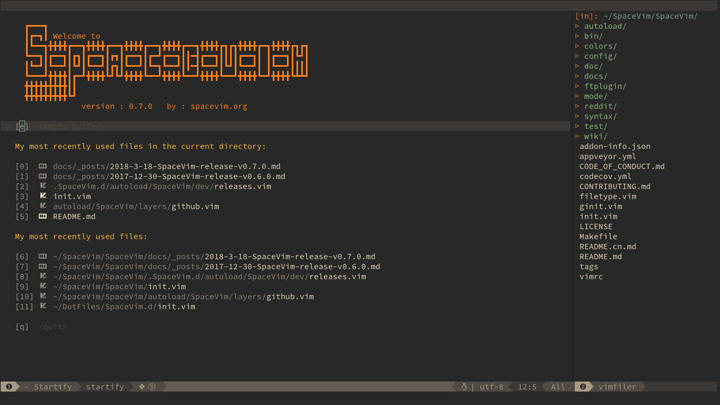 Welcome to
SpaceVim
version : 0.7.0   by : spacevim.org
[e]  <empty buffer>
My most recently used files in the current directory:
[0]  docs/_posts/2018-3-18-SpaceVim-release-v0.7.0.md
[1]  docs/_posts/2017-12-30-SpaceVim-release-v0.6.0.md
[2]  .SpaceVim.d/autoload/SpaceVim/dev/releases.vim
[3]  init.vim
[4]  autoload/SpaceVim/layers/github.vim
[5]  README.md
My most recently used files:
[6]  ~/SpaceVim/SpaceVim/docs/_posts/2018-3-18-SpaceVim-release-v0.7.0.md
[7]  ~/SpaceVim/SpaceVim/docs/_posts/2017-12-30-SpaceVim-release-v0.6.0.md
[8]  ~/SpaceVim/SpaceVim/.SpaceVim.d/autoload/SpaceVim/dev/releases.vim
[9]  ~/SpaceVim/SpaceVim/init.vim
[10]  ~/SpaceVim/SpaceVim/autoload/SpaceVim/layers/github.vim
[11]  ~/DotFiles/SpaceVim.d/init.vim
[q]  <quit>
❶ ~ Startify  startify  ❖ Ⓢ  | utf-8  12:5  All
[in]: ~/SpaceVim/SpaceVim/
▷ autoload/
▷ bin/
▷ colors/
▷ config/
▷ doc/
▷ docs/
▷ ftplugin/
▷ mode/
▷ reddit/
▷ syntax/
▷ test/
▷ wiki/
addon-info.json
appveyor.yml
CODE_OF_CONDUCT.md
codecov.yml
CONTRIBUTING.md
filetype.vim
ginit.vim
init.vim
LICENSE
Makefile
README.cn.md
README.md
tags
vimrc
❷ vimfiler